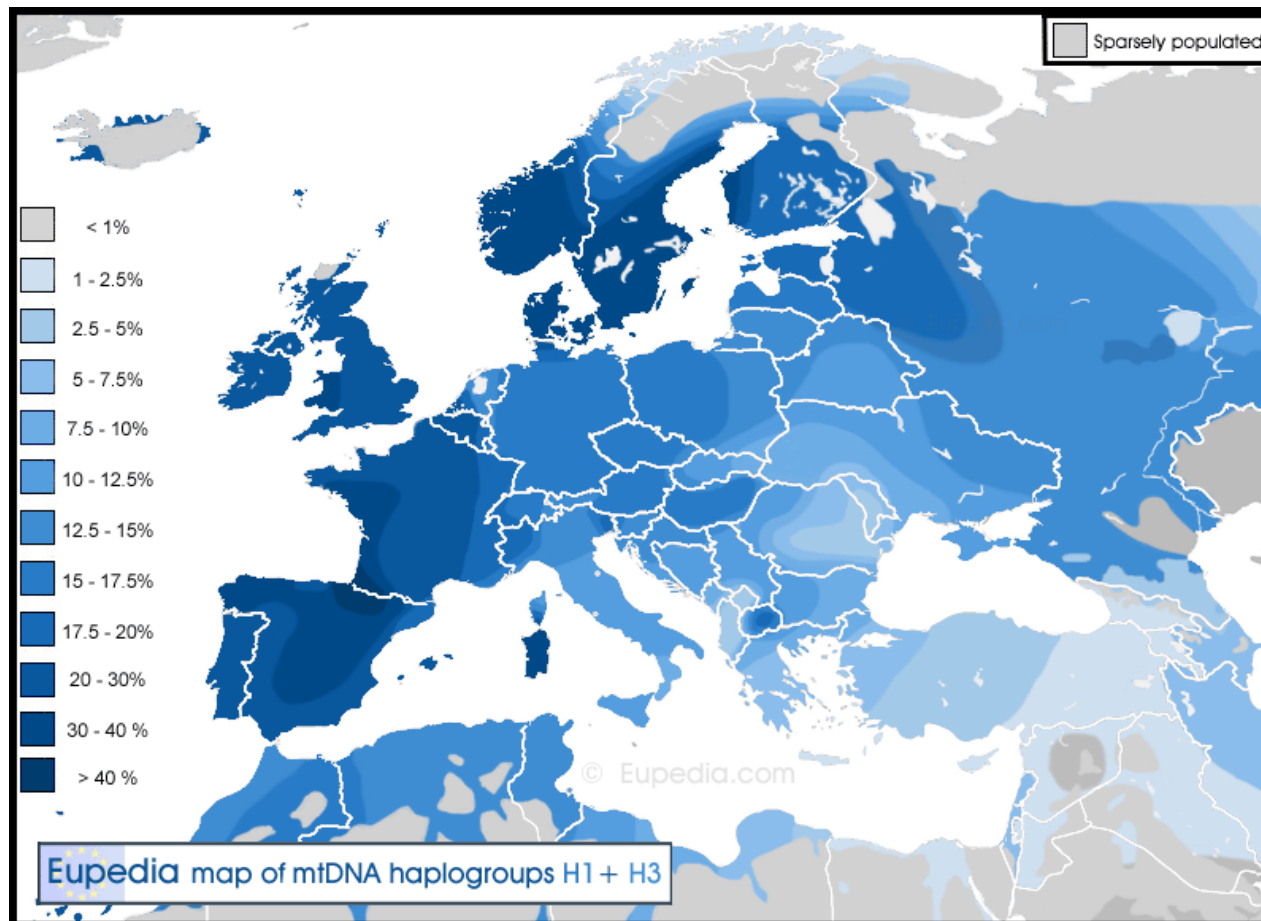 Sparsely populated
< 1%
1 - 2.5%
2.5 - 5%
5 - 7.5%
7.5 - 10%
10 - 12.5%
12.5 - 15%
15 - 17.5%
17.5 - 20%
20 - 30%
30 - 40 %
> 40 %
© Eupedia.com
Eupedia map of mtDNA haplogroups H1 + H3